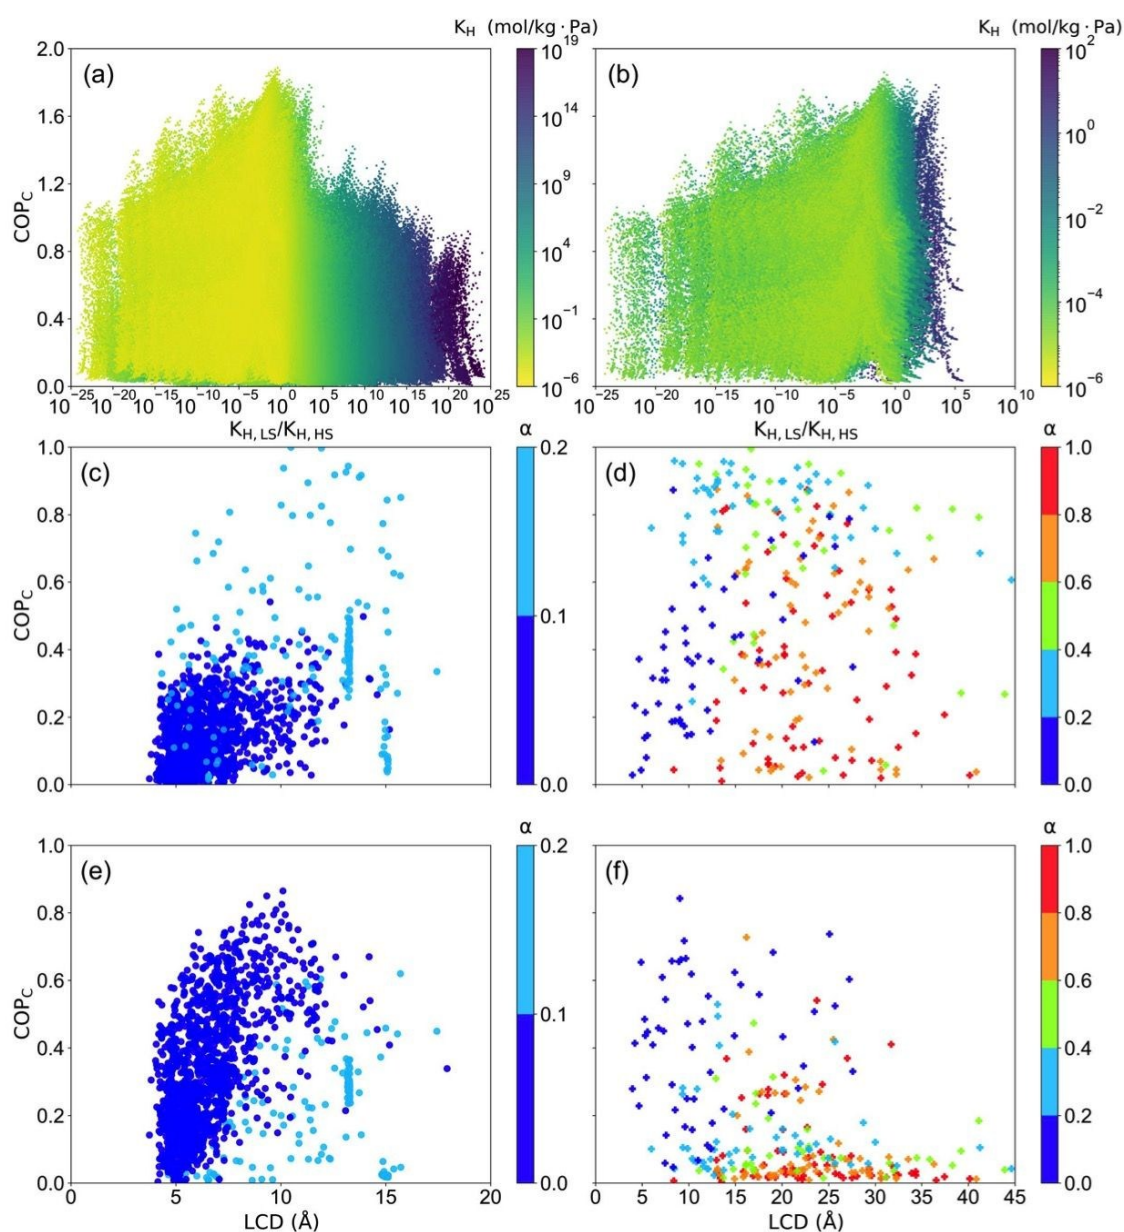 K_H (mol/kg · Pa)
K_H (mol/kg · Pa)
(a)
COP_C
2.0
1.6
1.2
0.8
0.4
0.0
10^-25 10^-20 10^-15 10^-10 10^-5 10^0 10^5 10^10 10^15 10^20 10^25
K_H, LS/K_H, HS
10^19
10^14
10^9
10^4
10^-1
10^-6
(b)
10^-25 10^-20 10^-15 10^-10 10^-5 10^0 10^5 10^10
K_H, LS/K_H, HS
10^2
10^0
10^-2
10^-4
10^-6
(c)
COP_C
1.0
0.8
0.6
0.4
0.2
0.0
α
0.2
0.1
0.0
(d)
α
1.0
0.8
0.6
0.4
0.2
0.0
(e)
COP_C
1.0
0.8
0.6
0.4
0.2
0.0
0 5 10 15 20
LCD (Å)
α
0.2
0.1
0.0
(f)
0 5 10 15 20 25 30 35 40 45
LCD (Å)
α
1.0
0.8
0.6
0.4
0.2
0.0